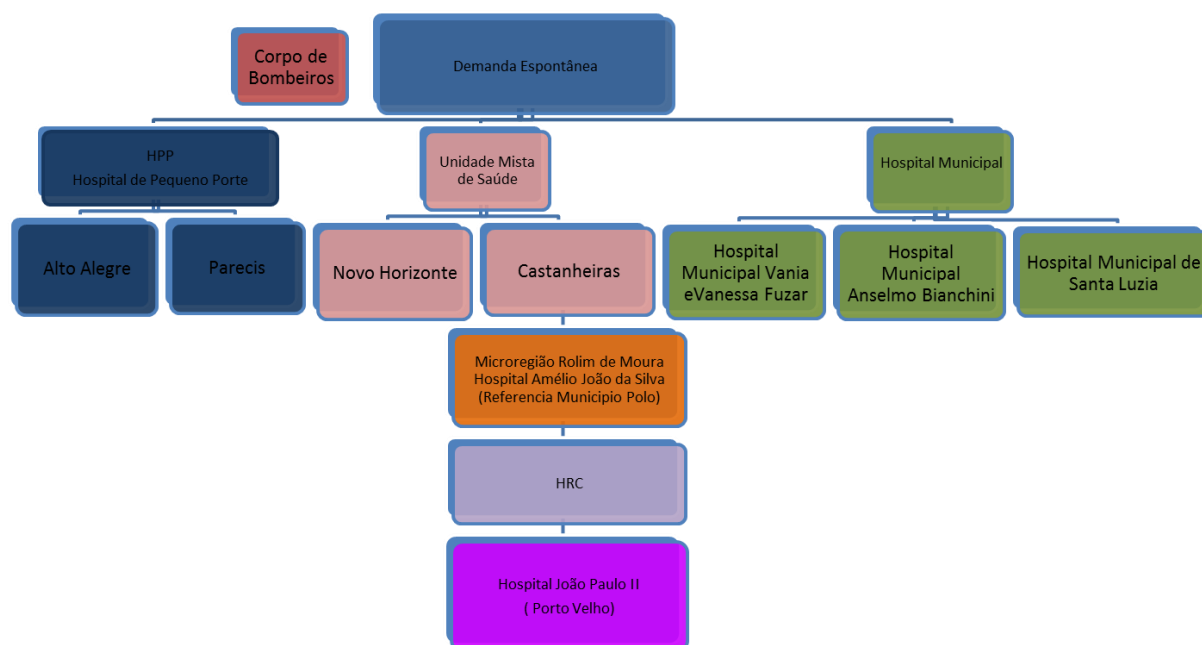 Corpo de
Bombeiros
Demanda Espontânea
HPP
Hospital de Pequeno Porte
Unidade Mista
de Saúde
Hospital Municipal
Alto Alegre
Parecis
Novo Horizonte
Castanheiras
Hospital
Municipal Vania
eVanessa Fuzar
Hospital
Municipal
Anselmo Bianchini
Hospital Municipal de
Santa Luzia
Microregião Rolim de Moura
Hospital Amélio João da Silva
(Referencia Municipio Polo)
HRC
Hospital João Paulo II
( Porto Velho)